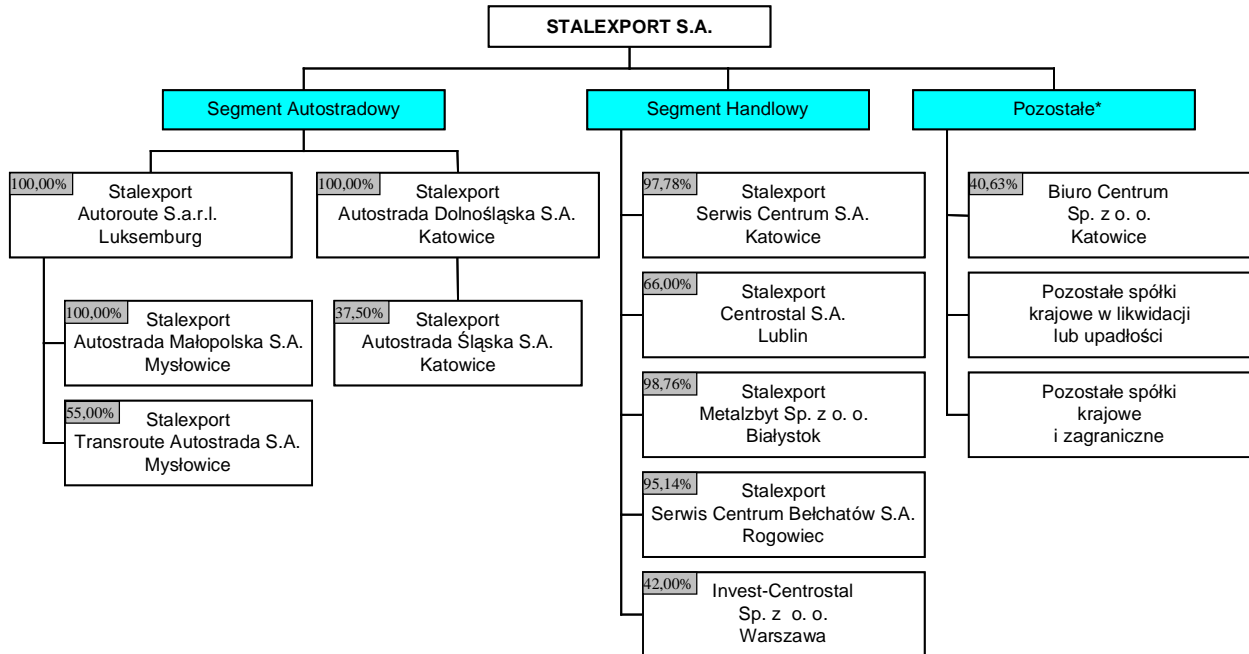 STALEXPORT S.A.
Segment Autostradowy
Segment Handlowy
Pozostałe*
100,00%
Stalexport
Autoroute S.a.r.l.
Luksemburg
100,00%
Stalexport
Autostrada Dolnośląska S.A.
Katowice
97,78%
Stalexport
Serwis Centrum S.A.
Katowice
40,63%
Biuro Centrum
Sp. z o. o.
Katowice
100,00%
Stalexport
Autostrada Małopolska S.A.
Mysłowice
37,50%
Stalexport
Autostrada Śląska S.A.
Katowice
66,00%
Stalexport
Centrostal S.A.
Lublin
Pozostałe spółki
krajowe w likwidacji
lub upadłości
55,00%
Stalexport
Transroute Autostrada S.A.
Mysłowice
98,76%
Stalexport
Metalzbyt Sp. z o. o.
Białystok
Pozostałe spółki
krajowe
i zagraniczne
95,14%
Stalexport
Serwis Centrum Bełchatów S.A.
Rogowiec
42,00%
Invest-Centrostal
Sp. z o. o.
Warszawa